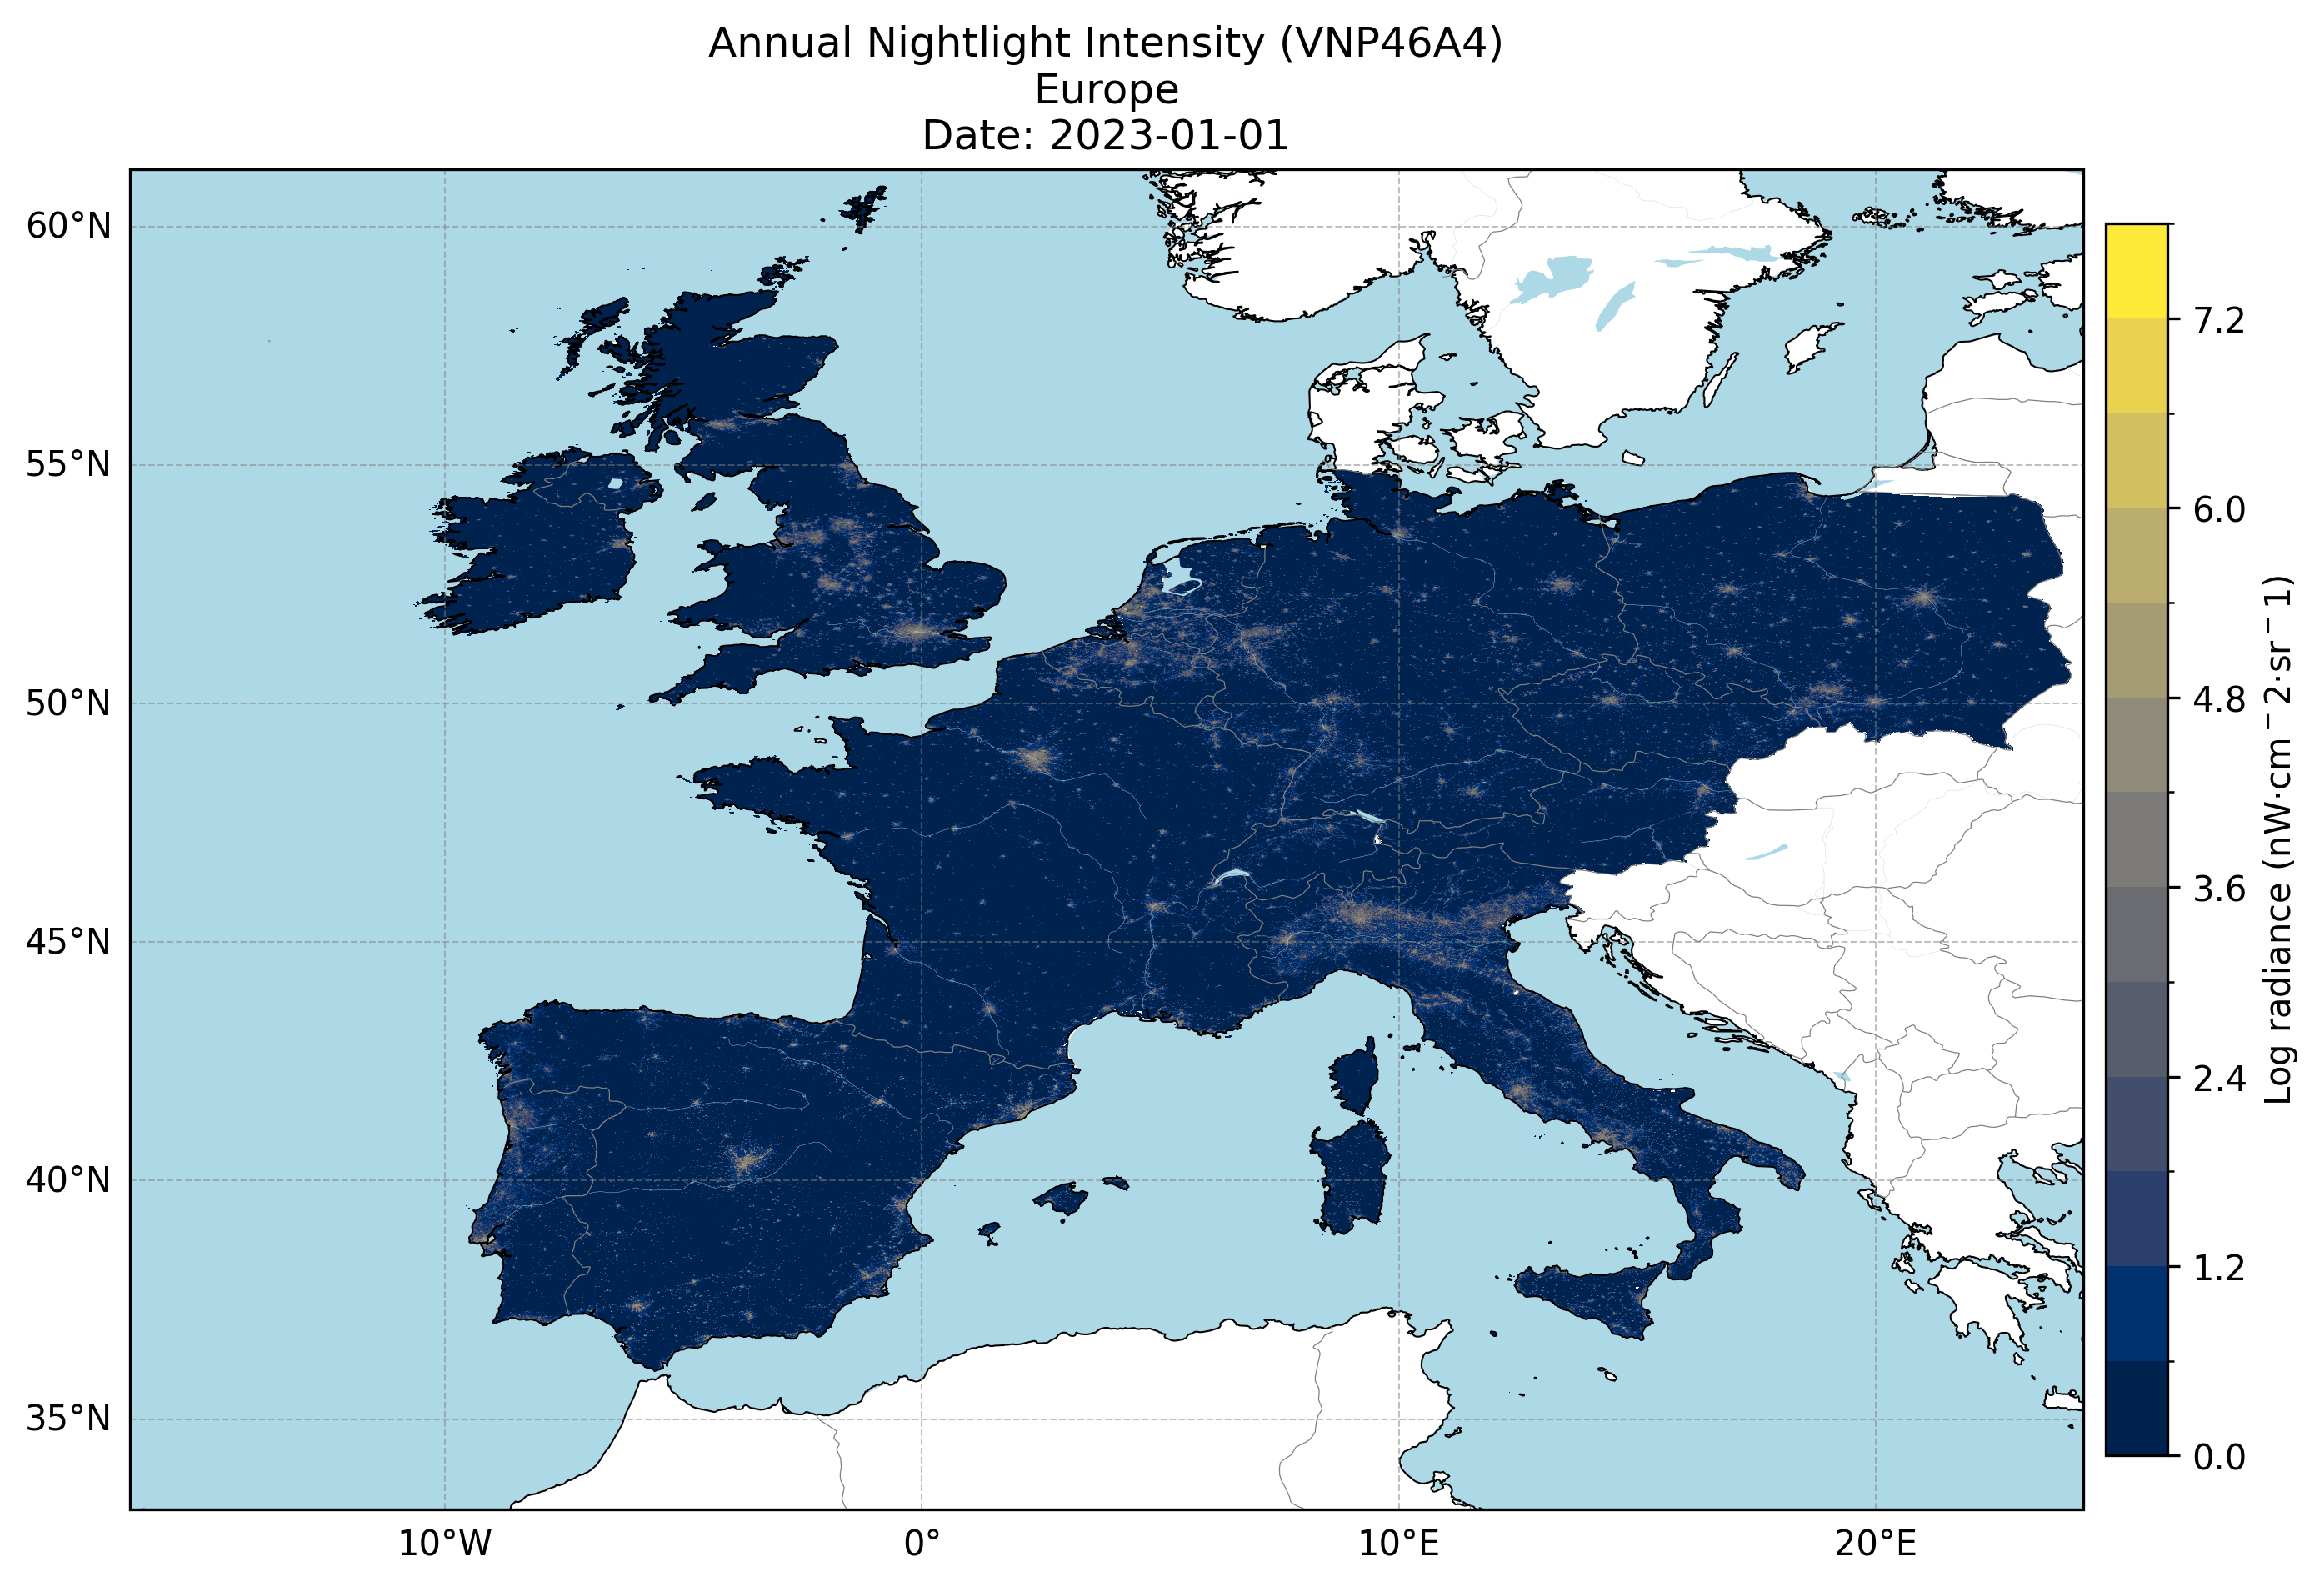 Annual Nightlight Intensity (VNP46A4)
Europe
Date: 2023-01-01
60°N
55°N
50°N
45°N
40°N
35°N
10°W
0°
10°E
20°E
7.2
6.0
4.8
3.6
2.4
1.2
0.0
Log radiance (nW·cm⁻2·sr⁻1)